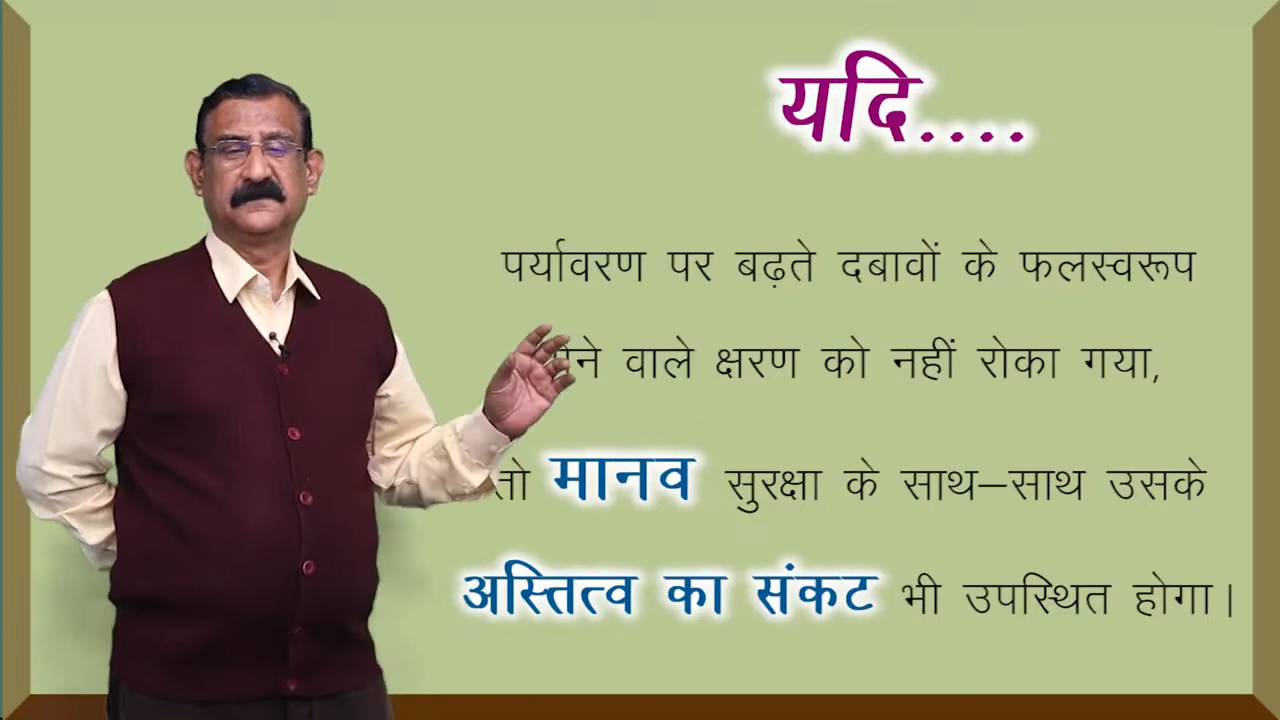 यदि....
पर्यावरण पर बढ़ते दबावों के फलस्वरूप
वाले क्षरण को नहीं रोका गया,
तो मानव सुरक्षा के साथ–साथ उसके
अस्तित्व का संकट भी उपस्थित होगा।